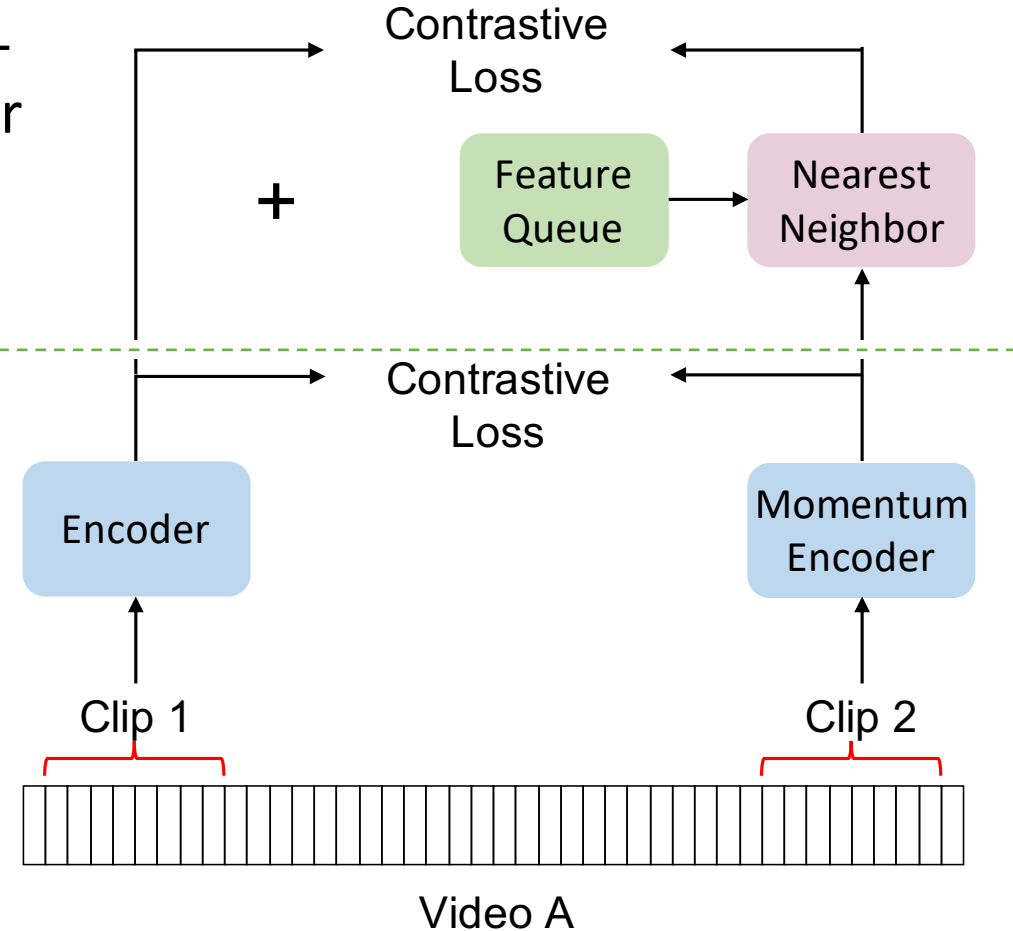 Contrastive
Loss
r
+
Feature
Queue
Nearest
Neighbor
Contrastive
Loss
Encoder
Momentum
Encoder
Clip 1
Clip 2
Video A